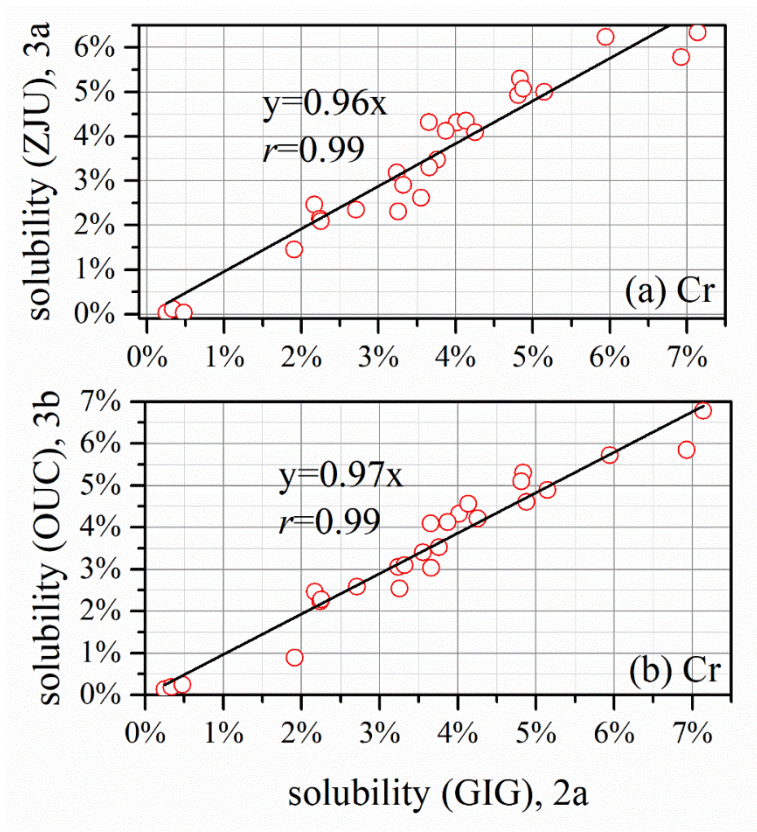 solubility (ZJU), 3a
6%
5%
4%
3%
2%
1%
0%
y=0.96x
r=0.99
(a) Cr
0% 1% 2% 3% 4% 5% 6% 7%
solubility (OUC), 3b
7%
6%
5%
4%
3%
2%
1%
0%
y=0.97x
r=0.99
(b) Cr
0% 1% 2% 3% 4% 5% 6% 7%
solubility (GIG), 2a